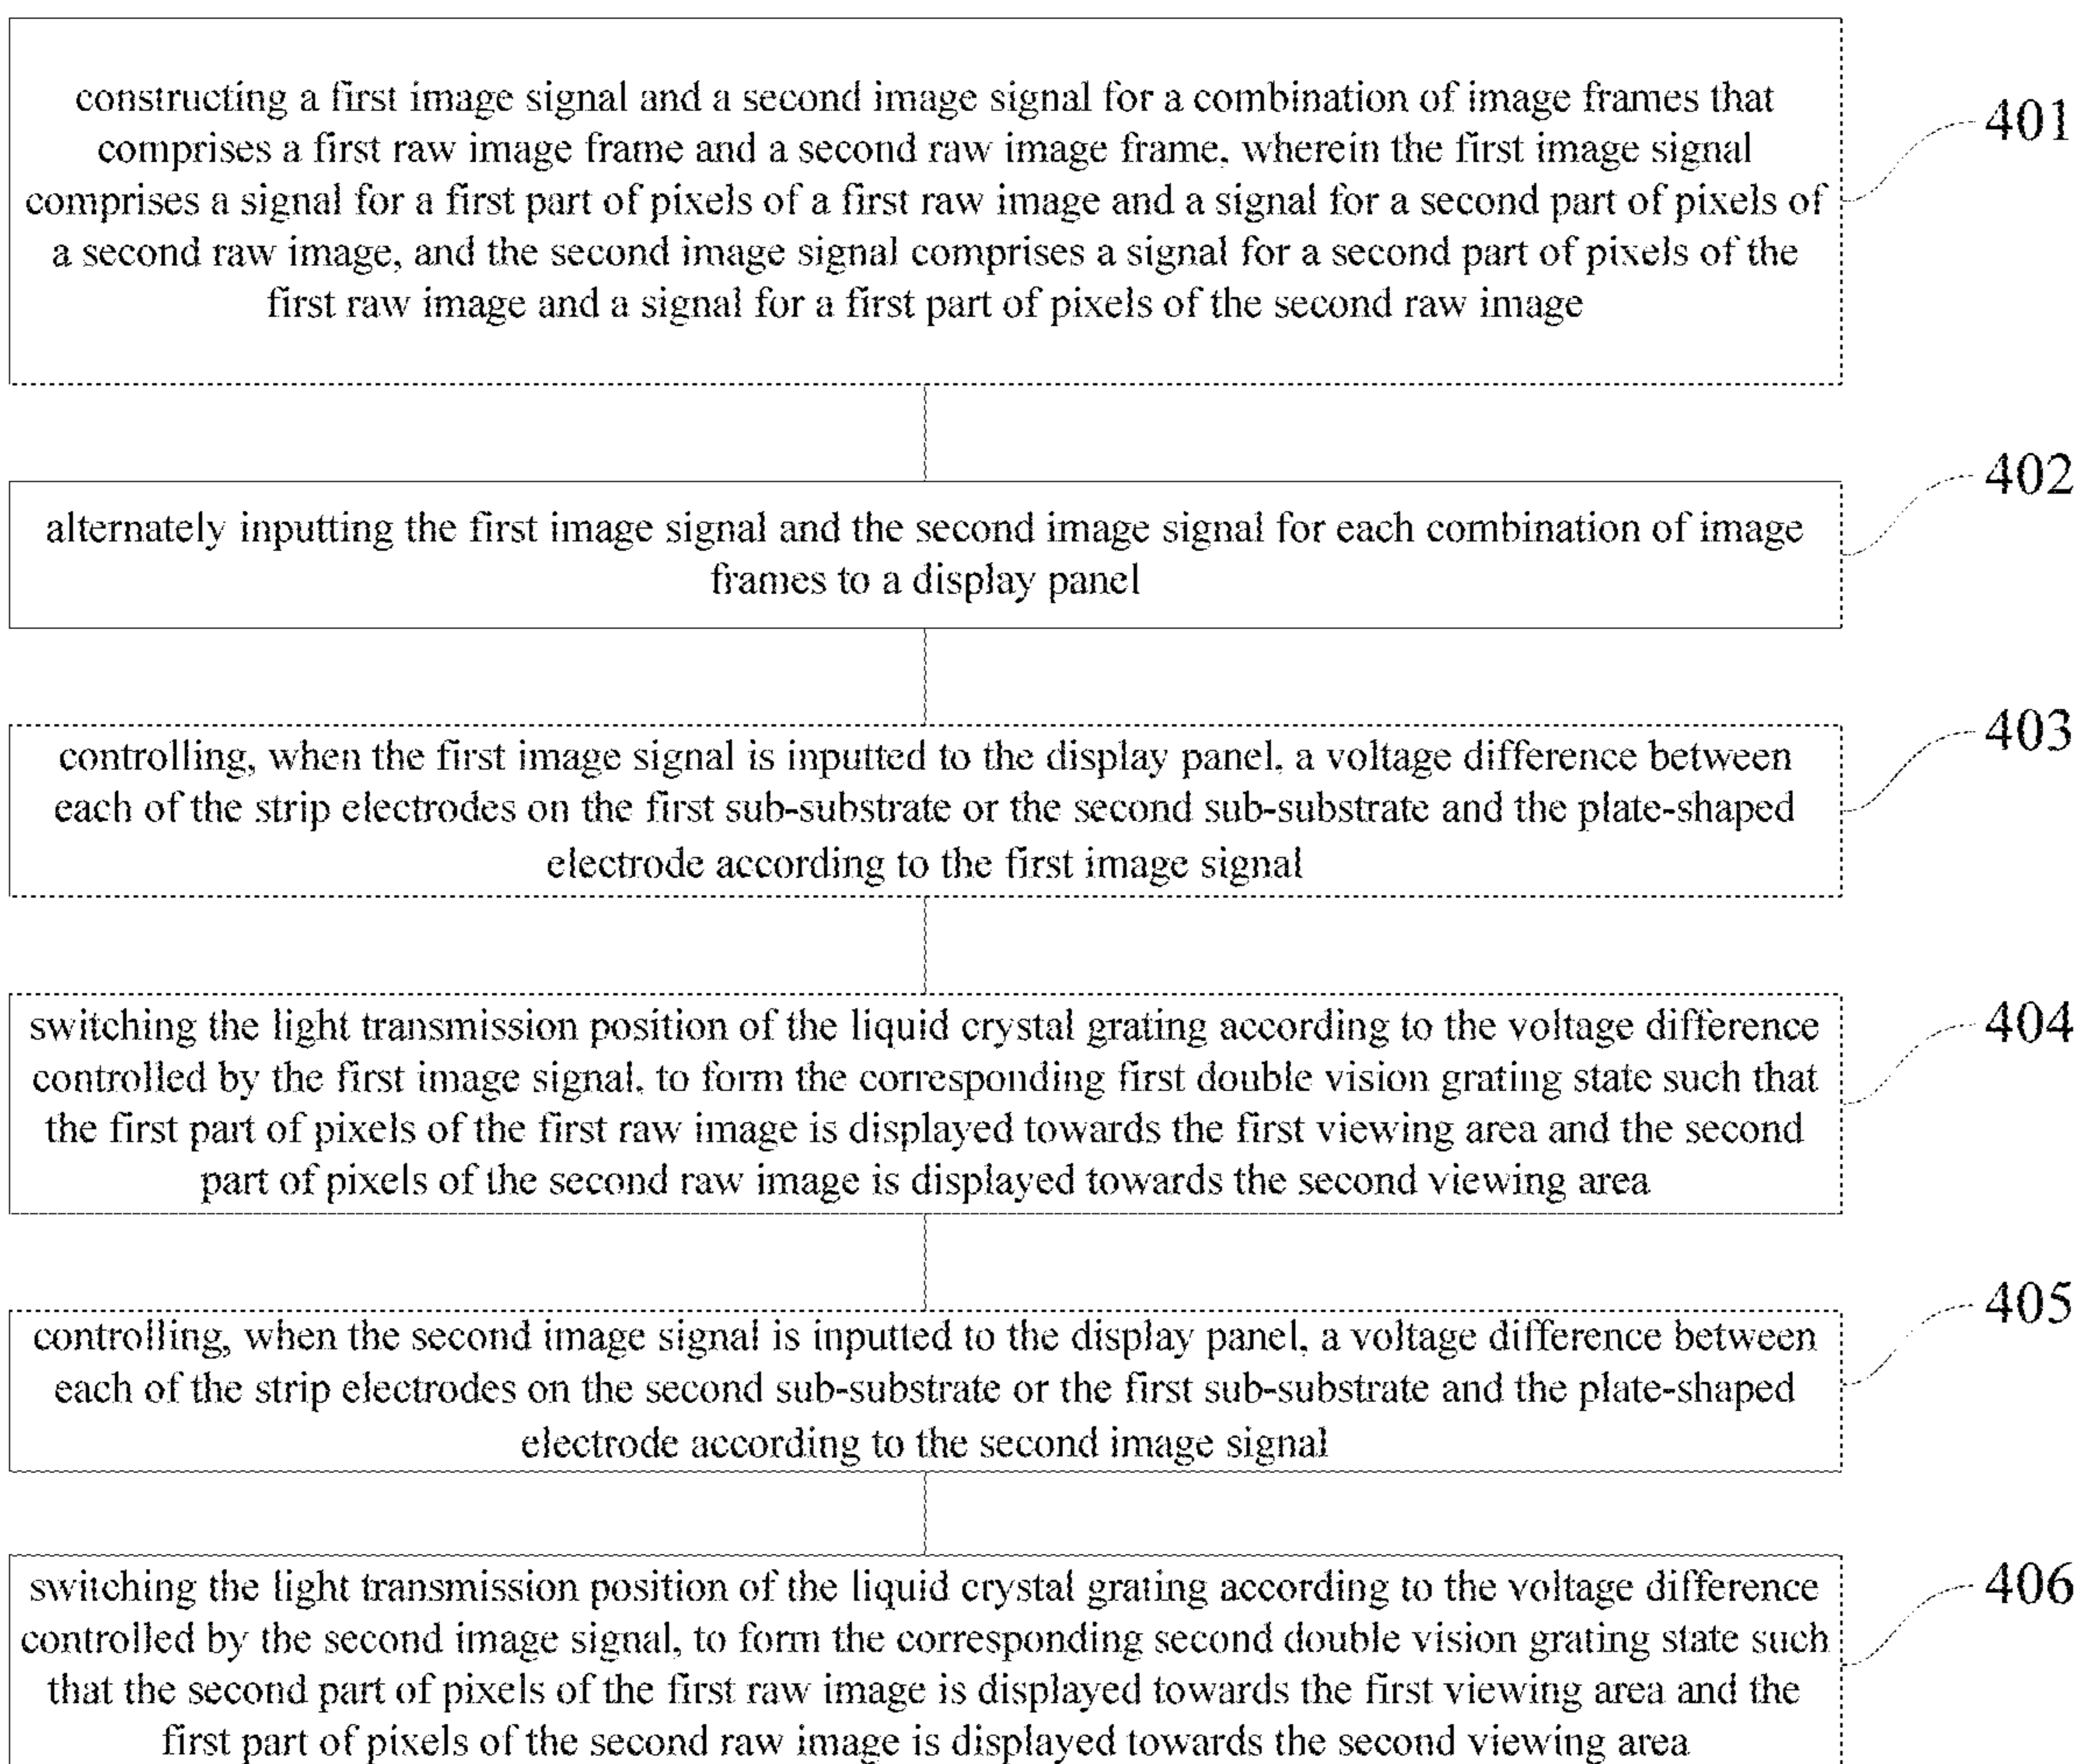 constructing a first image signal and a second image signal for a combination of image frames that
comprises a first raw image frame and a second raw image frame, wherein the first image signal
comprises a signal for a first part of pixels of a first raw image and a signal for a second part of pixels of
a second raw image, and the second image signal comprises a signal for a second part of pixels of the
first raw image and a signal for a first part of pixels of the second raw image
401
alternately inputting the first image signal and the second image signal for each combination of image
frames to a display panel
402
controlling, when the first image signal is inputted to the display panel, a voltage difference between
each of the strip electrodes on the first sub-substrate or the second sub-substrate and the plate-shaped
electrode according to the first image signal
403
switching the light transmission position of the liquid crystal grating according to the voltage difference
controlled by the first image signal, to form the corresponding first double vision grating state such that
the first part of pixels of the first raw image is displayed towards the first viewing area and the second
part of pixels of the second raw image is displayed towards the second viewing area
404
controlling, when the second image signal is inputted to the display panel, a voltage difference between
each of the strip electrodes on the second sub-substrate or the first sub-substrate and the plate-shaped
electrode according to the second image signal
405
switching the light transmission position of the liquid crystal grating according to the voltage difference
controlled by the second image signal, to form the corresponding second double vision grating state such
that the second part of pixels of the first raw image is displayed towards the first viewing area and the
first part of pixels of the second raw image is displayed towards the second viewing area
406